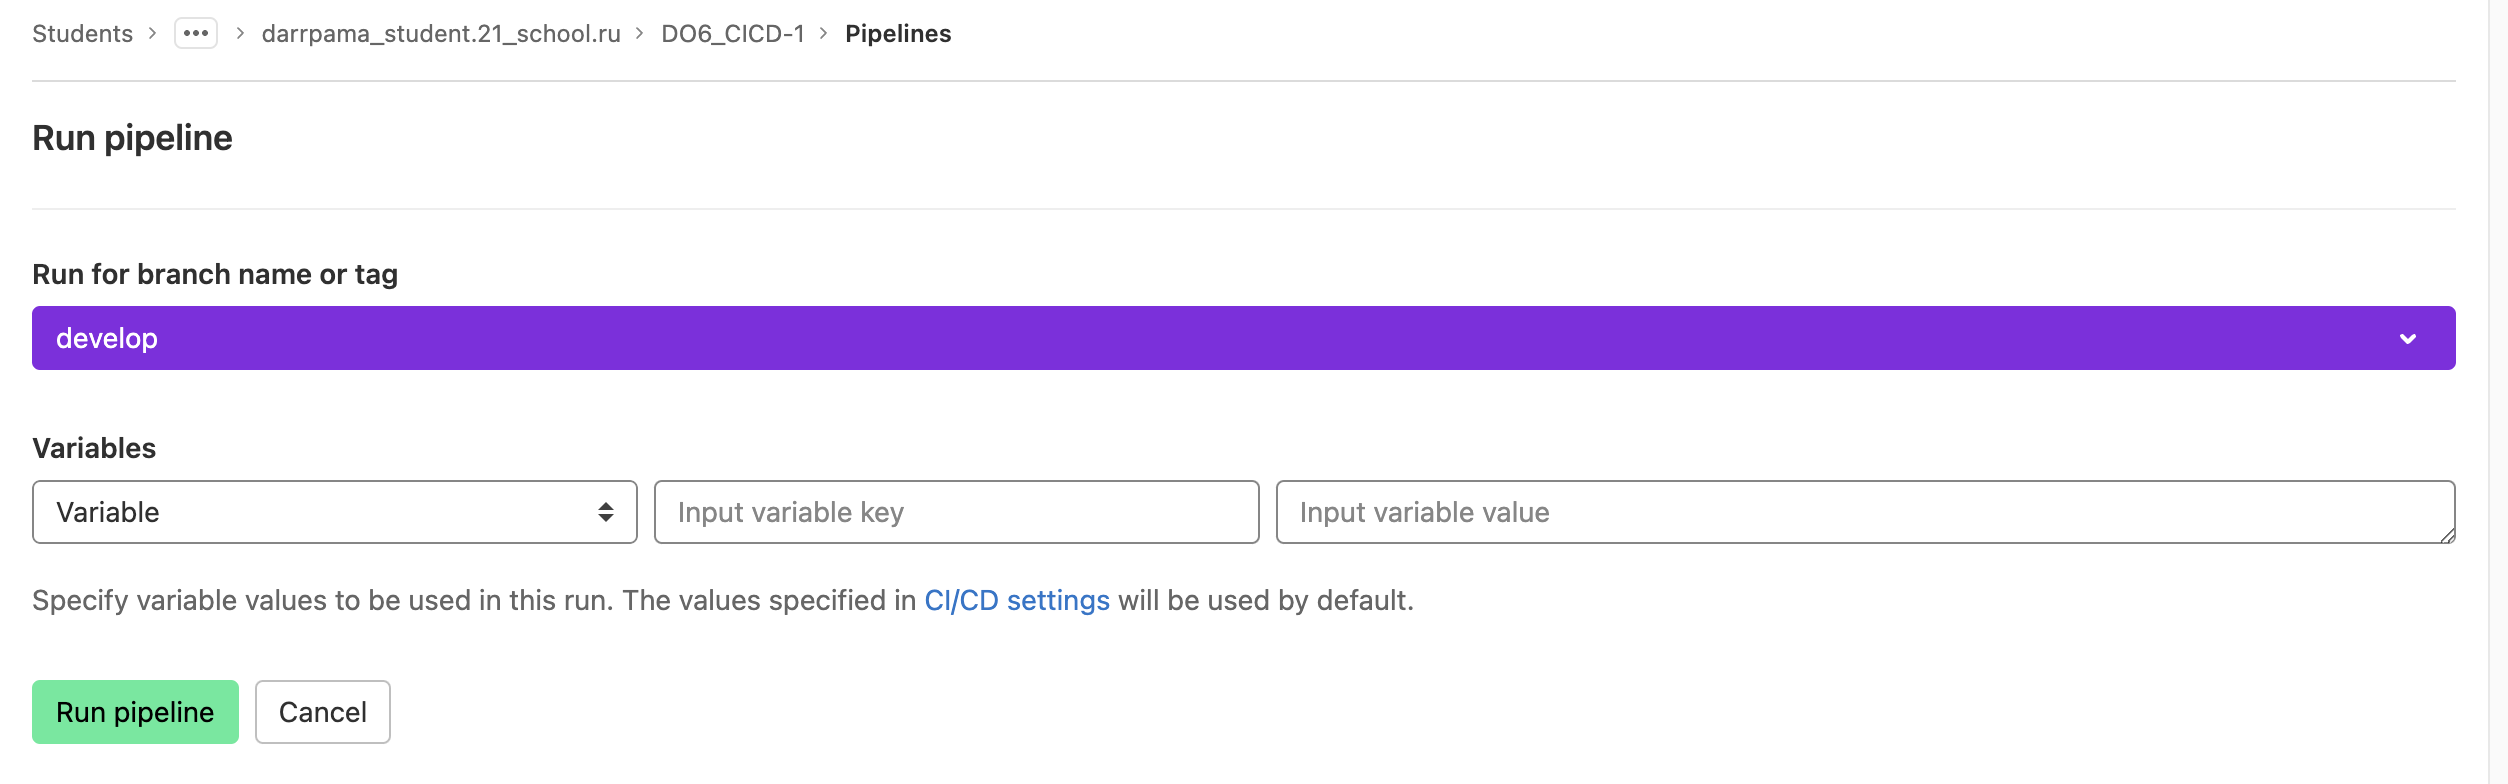 Students > ••• > darrpama_student.21_school.ru > DO6_CICD-1 > Pipelines
Run pipeline
Run for branch name or tag
develop
Variables
Variable Input variable key Input variable value
Specify variable values to be used in this run. The values specified in CI/CD settings will be used by default.
Run pipeline Cancel